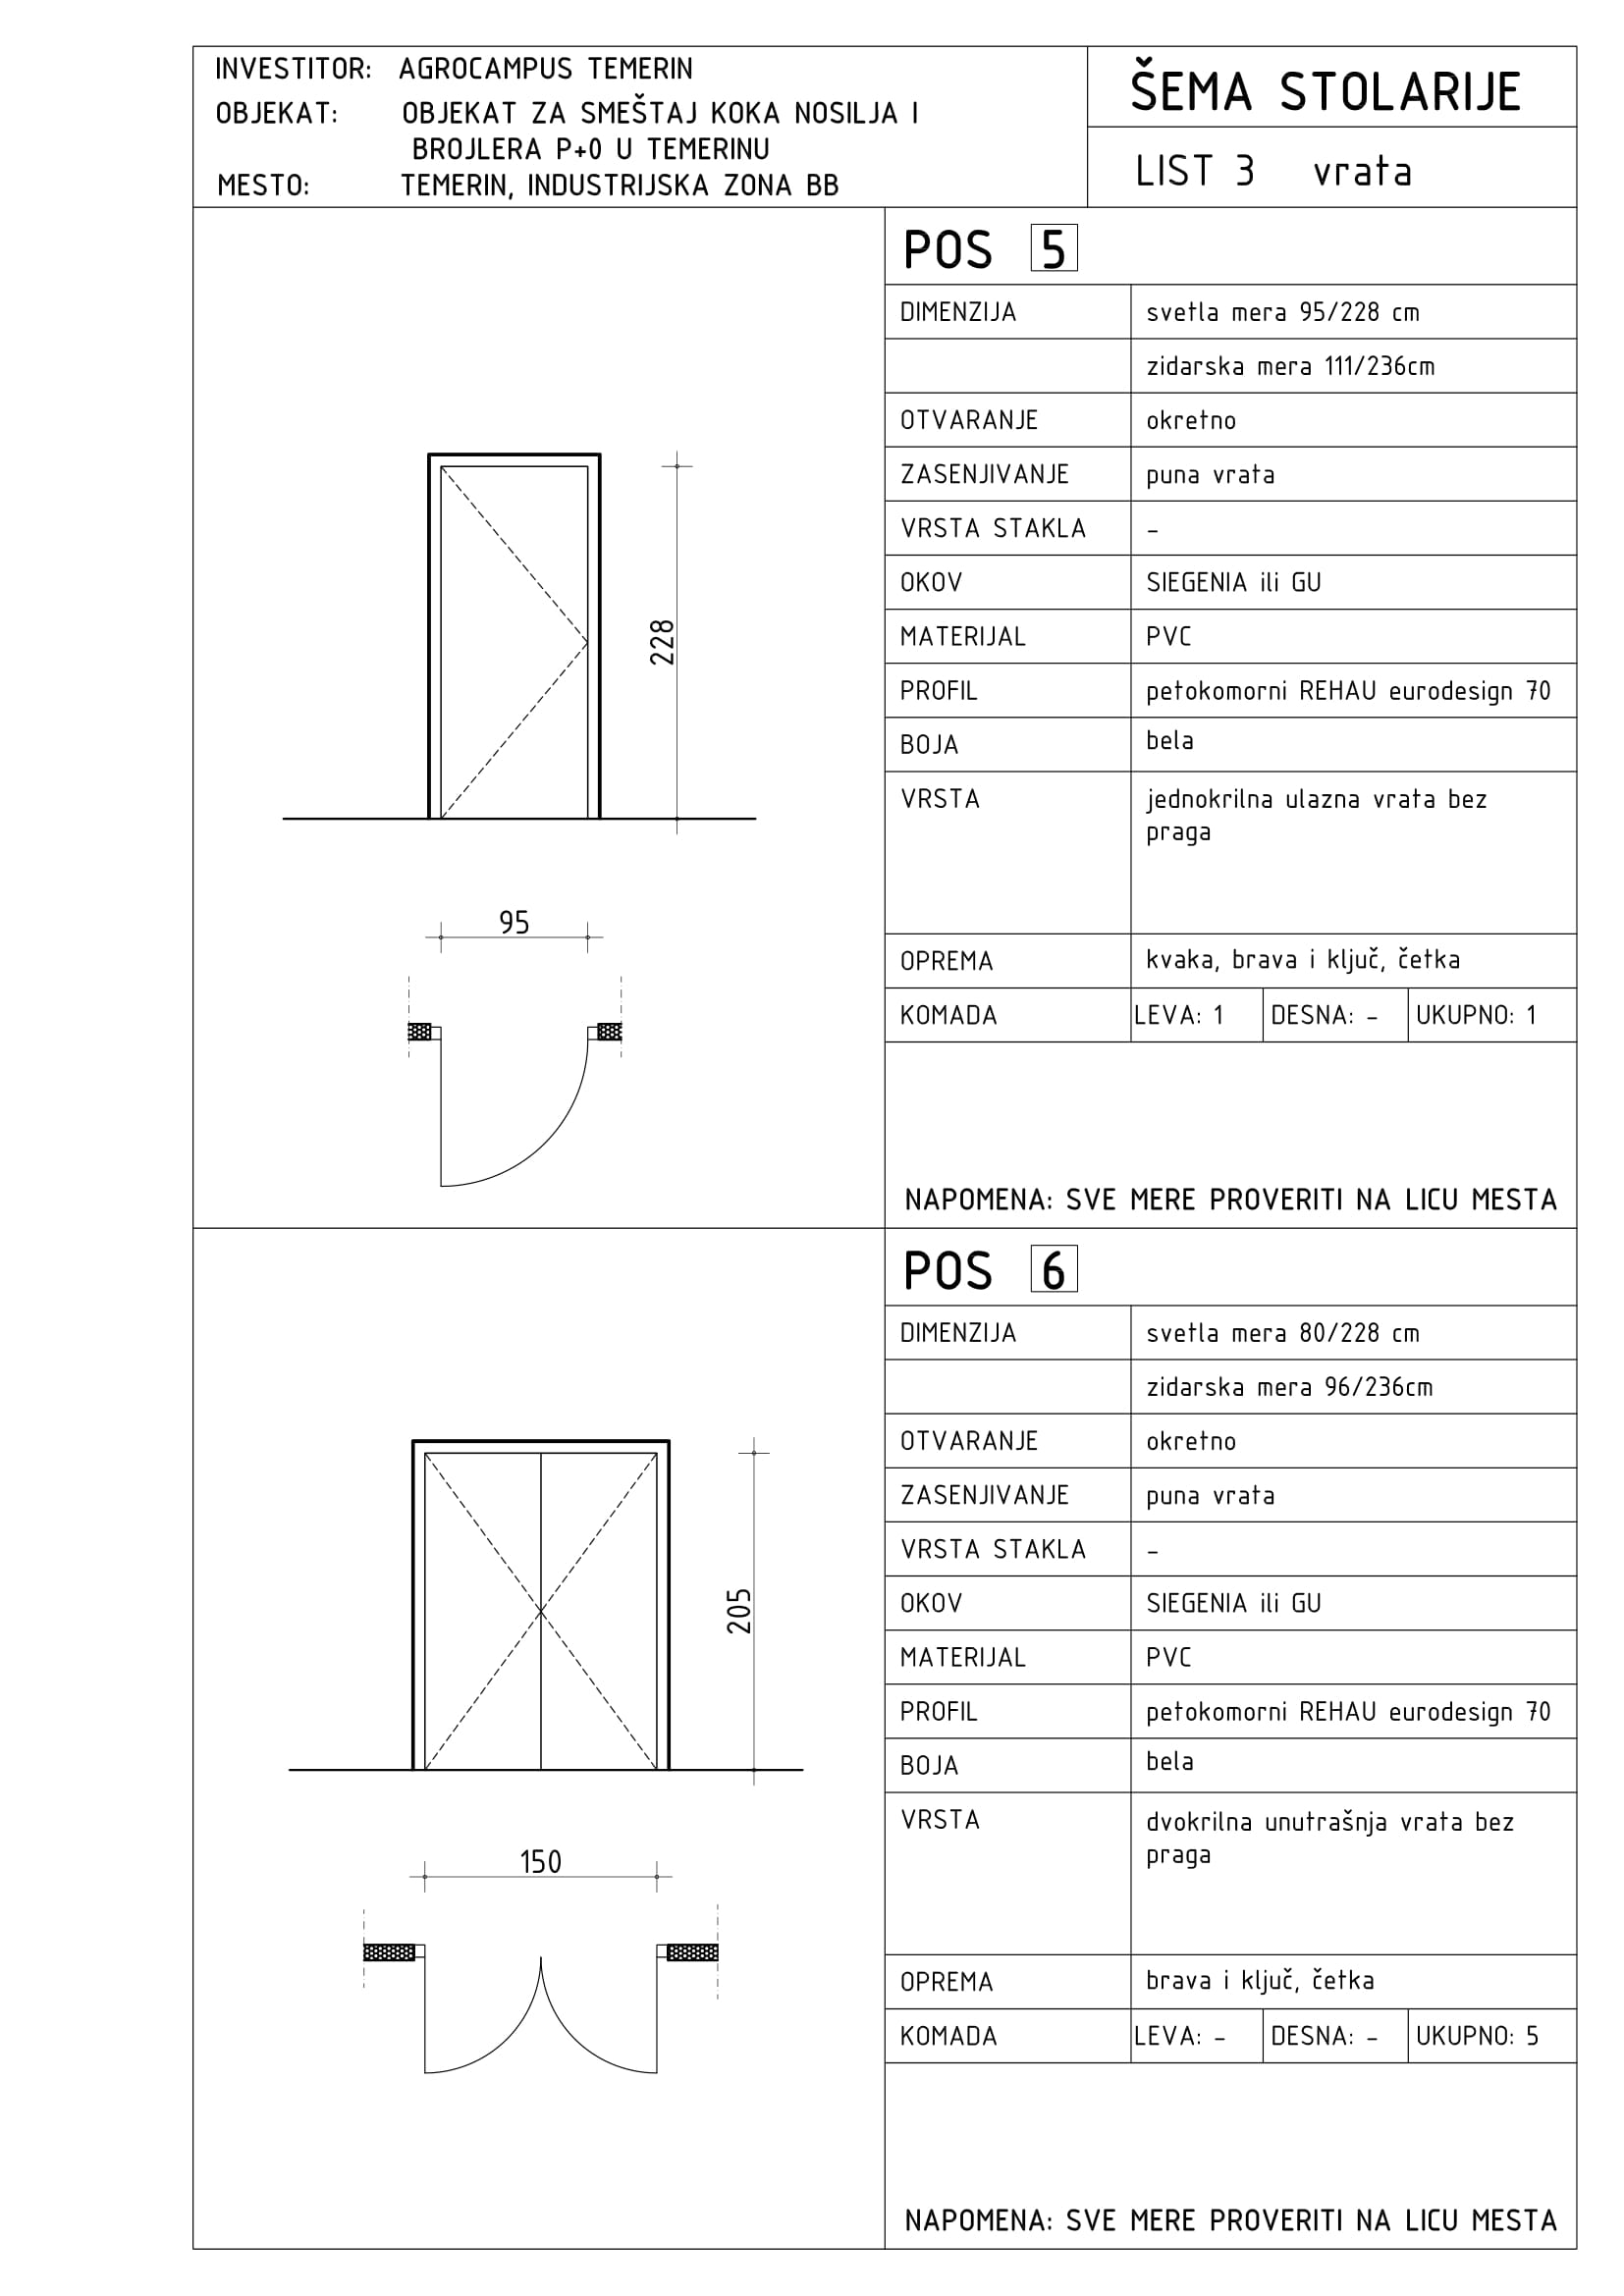 INVESTITOR: AGROCAMPUS TEMERIN
OBJEKAT: OBJEKAT ZA SMEŠTAJ KOKA NOSILJA I
BROJLERA P+0 U TEMERINU
MESTO: TEMERIN, INDUSTRIJSKA ZONA BB
ŠEMA STOLARIJE
LIST 3 vrata
POS 5
DIMENZIJA svetla mera 95/228 cm
zidarska mera 111/236cm
OTVARANJE okretno
ZASENJIVANJE puna vrata
VRSTA STAKLA -
OKOV SIEGENIA ili GU
MATERIJAL PVC
PROFIL petokomorni REHAU eurodesign 70
BOJA bela
VRSTA jednokrilna ulazna vrata bez
praga
OPREMA kvaka, brava i ključ, četka
KOMADA LEVA: 1 DESNA: - UKUPNO: 1
NAPOMENA: SVE MERE PROVERITI NA LICU MESTA
228
95
POS 6
DIMENZIJA svetla mera 80/228 cm
zidarska mera 96/236cm
OTVARANJE okretno
ZASENJIVANJE puna vrata
VRSTA STAKLA -
OKOV SIEGENIA ili GU
MATERIJAL PVC
PROFIL petokomorni REHAU eurodesign 70
BOJA bela
VRSTA dvokrilna unutrašnja vrata bez
praga
OPREMA brava i ključ, četka
KOMADA LEVA: - DESNA: - UKUPNO: 5
NAPOMENA: SVE MERE PROVERITI NA LICU MESTA
205
150